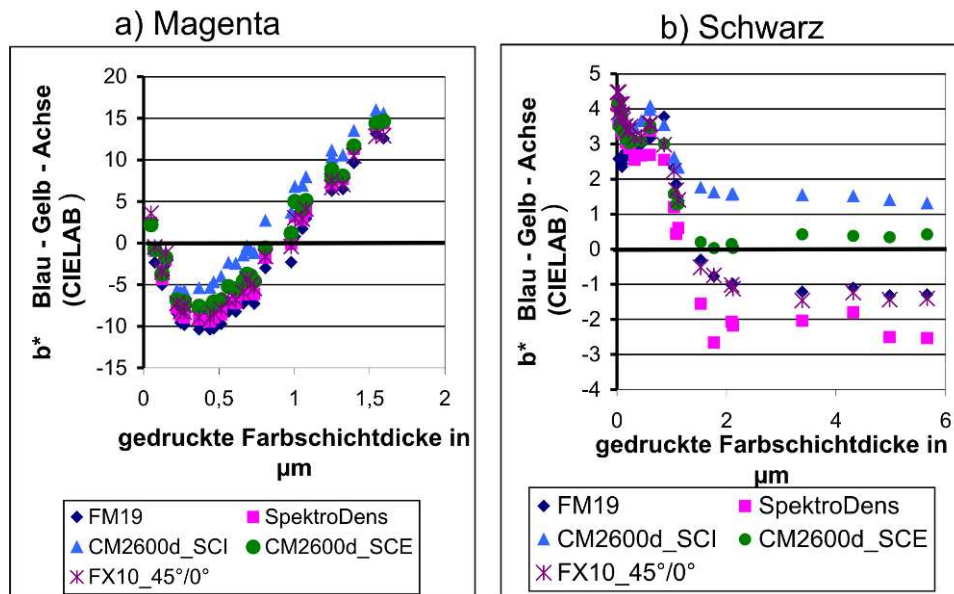 a) Magenta
b* Blau - Gelb - Achse
(CIELAB)
20
15
10
5
0
-5
-10
-15
0
0,5
1
1,5
2
gedruckte Farbschichtdicke in
µm
FM19
SpektroDens
CM2600d_SCI
CM2600d_SCE
FX10_45°/0°
b) Schwarz
b* Blau - Gelb - Achse
(CIELAB)
5
4
3
2
1
0
-1
-2
-3
-4
0
2
4
6
gedruckte Farbschichtdicke in
µm
FM19
SpektroDens
CM2600d_SCI
CM2600d_SCE
FX10_45°/0°